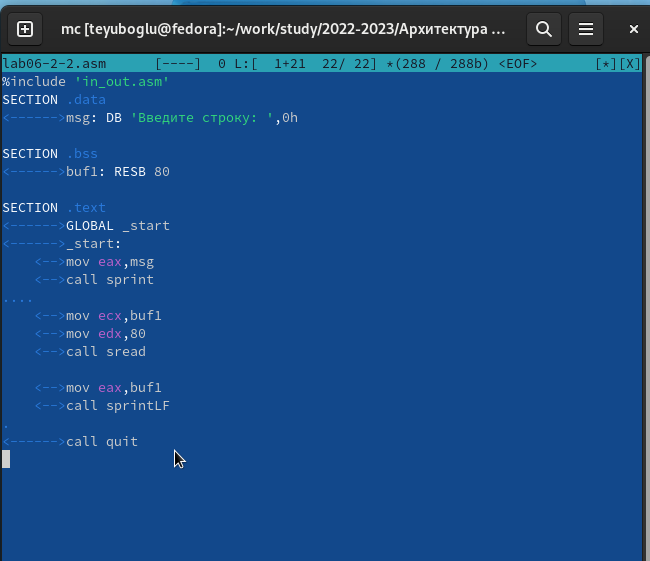 mc [teyuboglu@fedora]:~/work/study/2022-2023/Архитектура ...
lab06-2-2.asm      [----]  0 L:[  1+21  22/ 22] *(288 / 288b) <EOF>       [*][X]
%include 'in_out.asm'
SECTION .data
<------>msg: DB 'Введите строку: ',0h
SECTION .bss
<------>buf1: RESB 80
SECTION .text
<------>GLOBAL _start
<------>_start:
    <-->mov eax,msg
    <-->call sprint
....
    <-->mov ecx,buf1
    <-->mov edx,80
    <-->call sread
    <-->mov eax,buf1
    <-->call sprintLF
.
<------>call quit